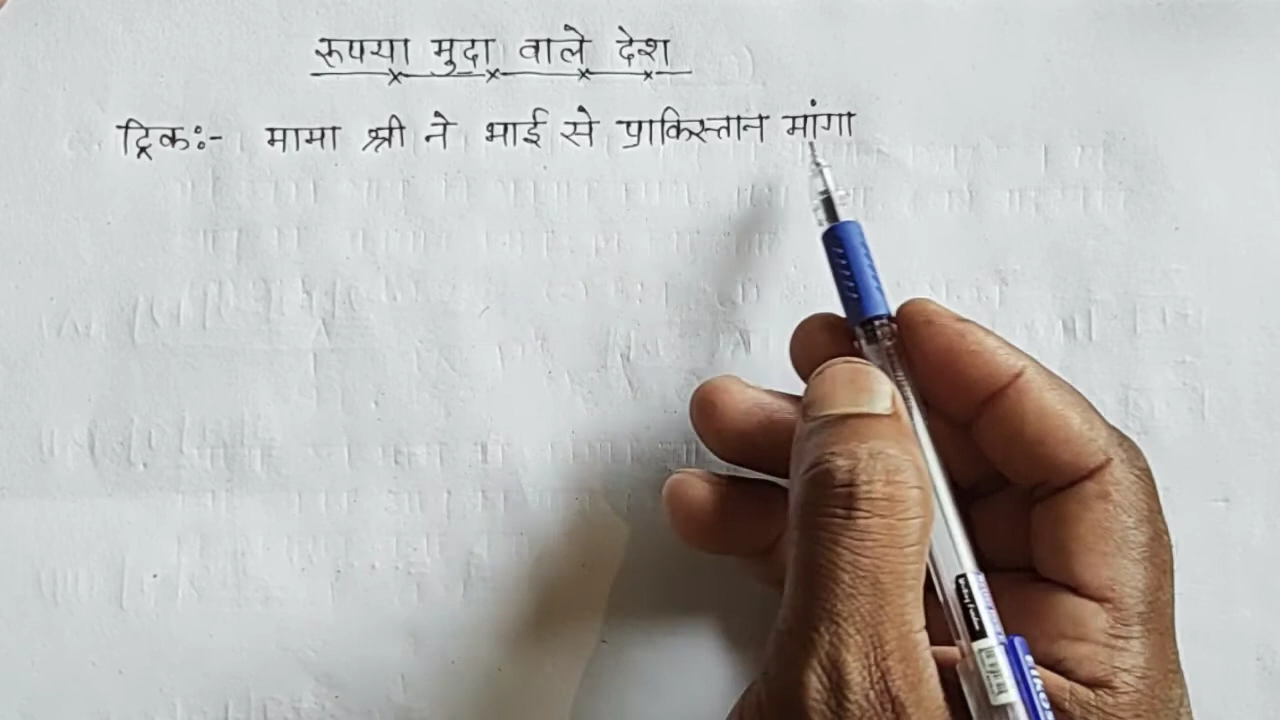 रुपया मुदा वाले देश
ट्रिकः- मामा श्री ने भाई से पाकिस्तान मांगा